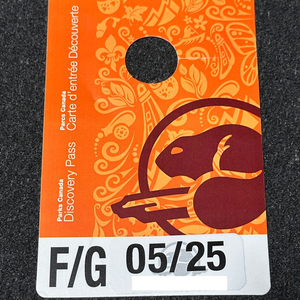 Parks Canada
Discovery Pass
Parcs Canada
Carte d'entrée Découverte
F/G 05/25